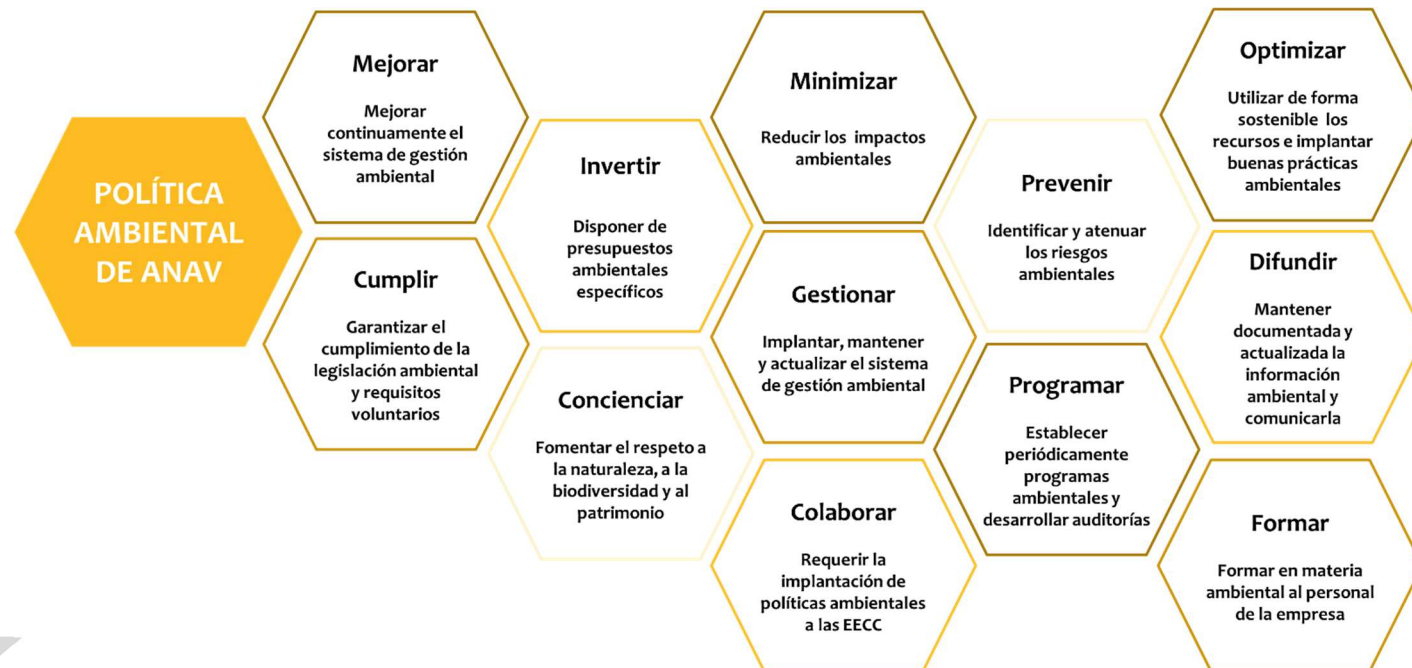 POLÍTICA
AMBIENTAL
DE ANAV
Mejorar
Mejorar
continuamente el
sistema de gestión
ambiental
Cumplir
Garantizar el
cumplimiento de la
legislación ambiental
y requisitos
voluntarios
Invertir
Disponer de
presupuestos
ambientales
específicos
Concienciar
Fomentar el respeto a
la naturaleza, a la
biodiversidad y al
patrimonio
Minimizar
Reducir los impactos
ambientales
Gestionar
Implantar, mantener
y actualizar el sistema
de gestión ambiental
Colaborar
Requerir la
implantación de
políticas ambientales
a las EECC
Prevenir
Identificar y atenuar
los riesgos
ambientales
Programar
Establecer
periódicamente
programas
ambientales y
desarrollar auditorías
Optimizar
Utilizar de forma
sostenible los
recursos e implantar
buenas prácticas
ambientales
Difundir
Mantener
documentada y
actualizada la
información
ambiental y
comunicarla
Formar
Formar en materia
ambiental al personal
de la empresa